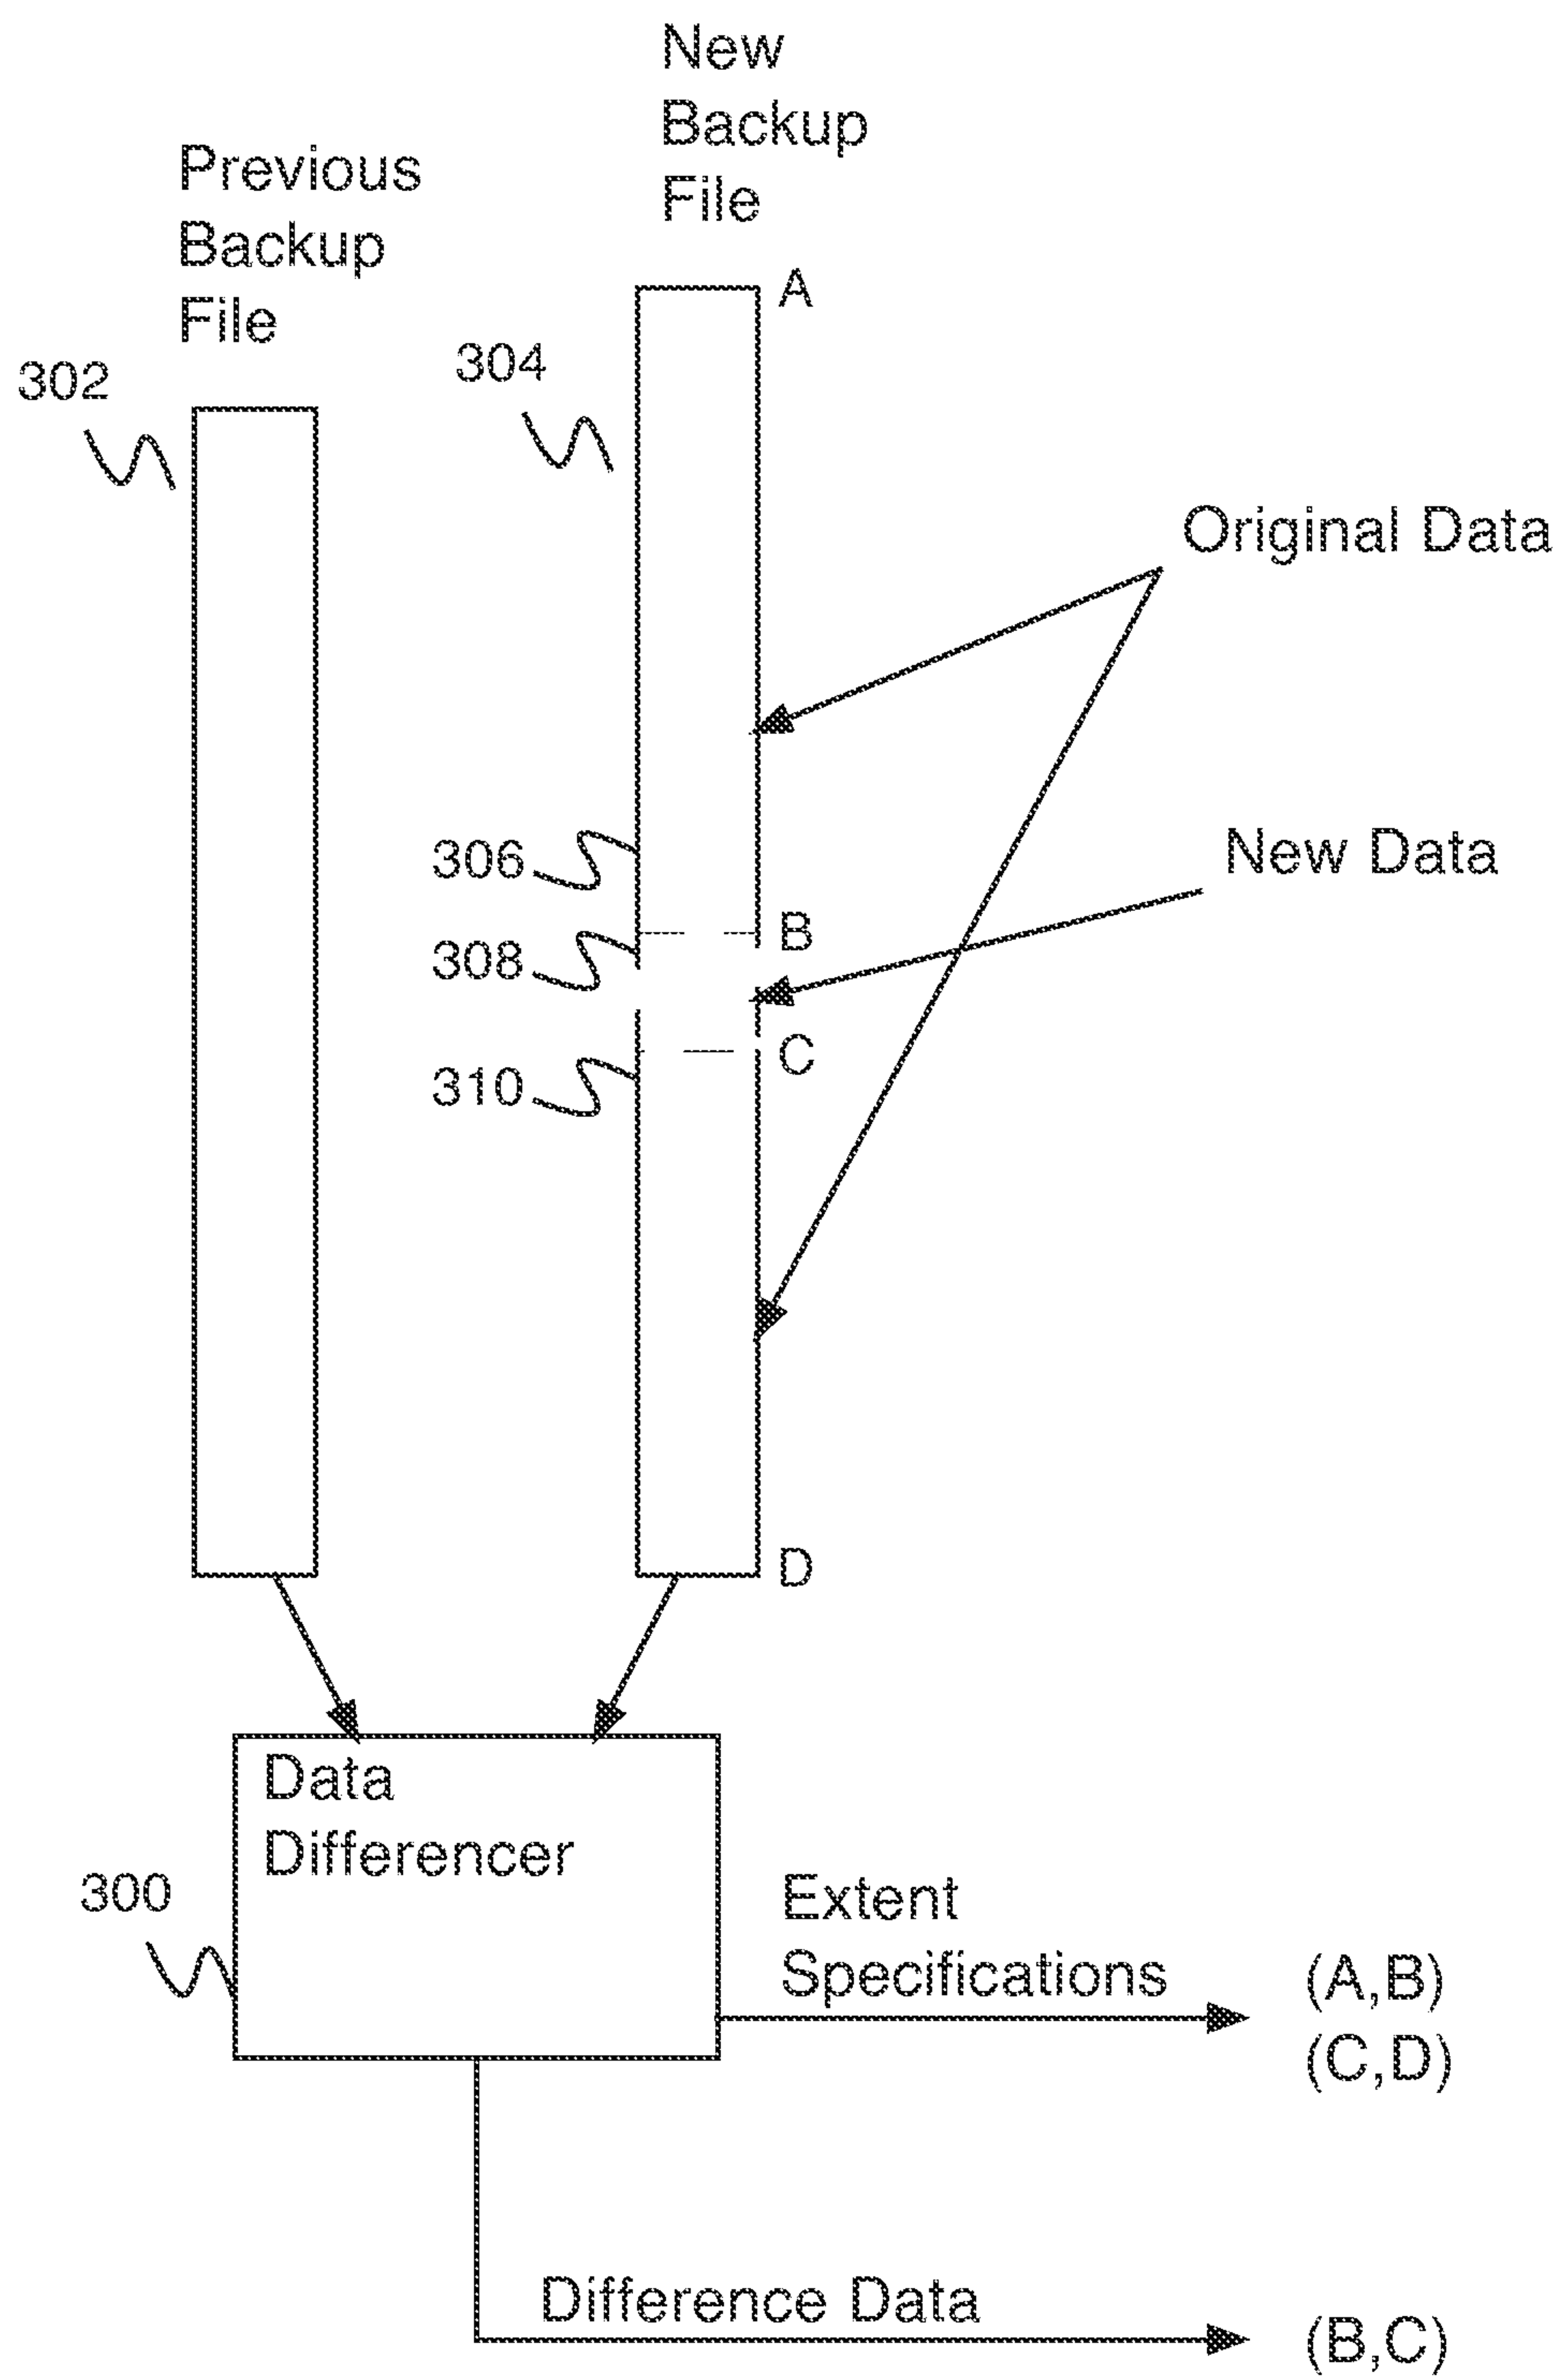 New
Backup
File
Previous
Backup
File
A
302
304
Original Data
306
New Data
B
308
C
310
D
Data
Differencer
300
Extent
Specifications
(A,B)
(C,D)
Difference Data
(B,C)